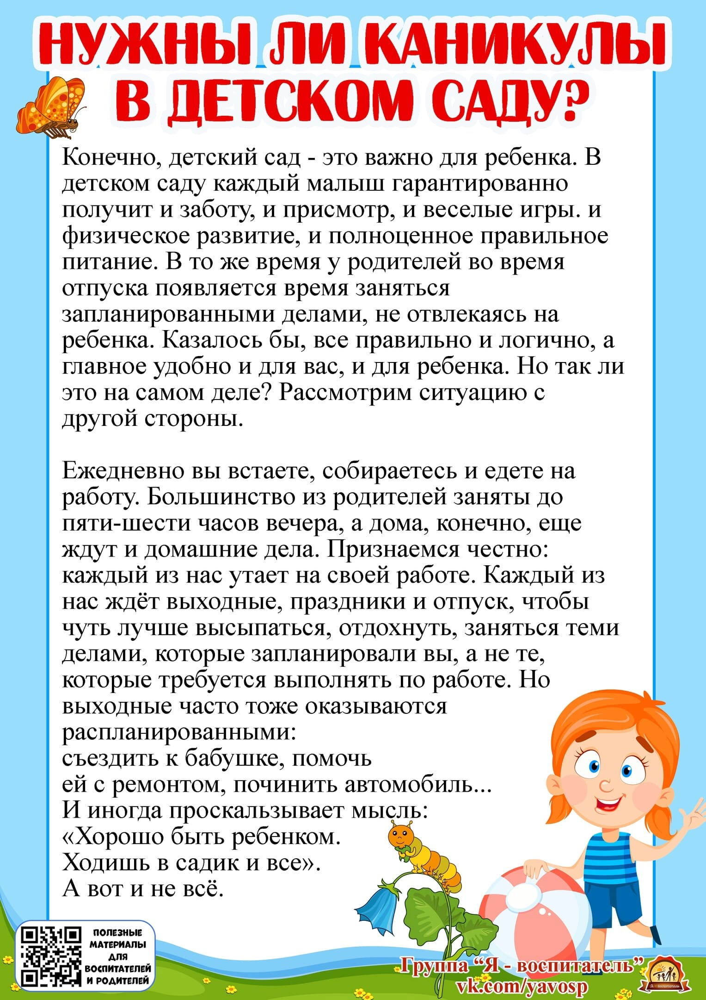 НУЖНЫ ЛИ КАНИКУЛЫ
В ДЕТСКОМ САДУ?
Конечно, детский сад - это важно для ребенка. В
детском саду каждый малыш гарантированно
получит и заботу, и присмотр, и веселые игры. и
физическое развитие, и полноценное правильное
питание. В то же время у родителей во время
отпуска появляется время заняться
запланированными делами, не отвлекаясь на
ребенка. Казалось бы, все правильно и логично, а
главное удобно и для вас, и для ребенка. Но так ли
это на самом деле? Рассмотрим ситуацию с
другой стороны.
Ежедневно вы встаете, собираетесь и едете на
работу. Большинство из родителей заняты до
пяти-шести часов вечера, а дома, конечно, еще
ждут и домашние дела. Признаемся честно:
каждый из нас утает на своей работе. Каждый из
нас ждёт выходные, праздники и отпуск, чтобы
чуть лучше высыпаться, отдохнуть, заняться теми
делами, которые запланировали вы, а не те,
которые требуется выполнять по работе. Но
выходные часто тоже оказываются
распланированными:
съездить к бабушке, помочь
ей с ремонтом, починить автомобиль...
И иногда проскальзывает мысль:
«Хорошо быть ребенком.
Ходишь в садик и все».
А вот и не всё.
ПОЛЕЗНЫЕ
МАТЕРИАЛЫ
ДЛЯ
ВОСПИТАТЕЛЕЙ
И РОДИТЕЛЕЙ
Группа “Я - воспитатель”
vk.com/yavosp
Я - воспитатель